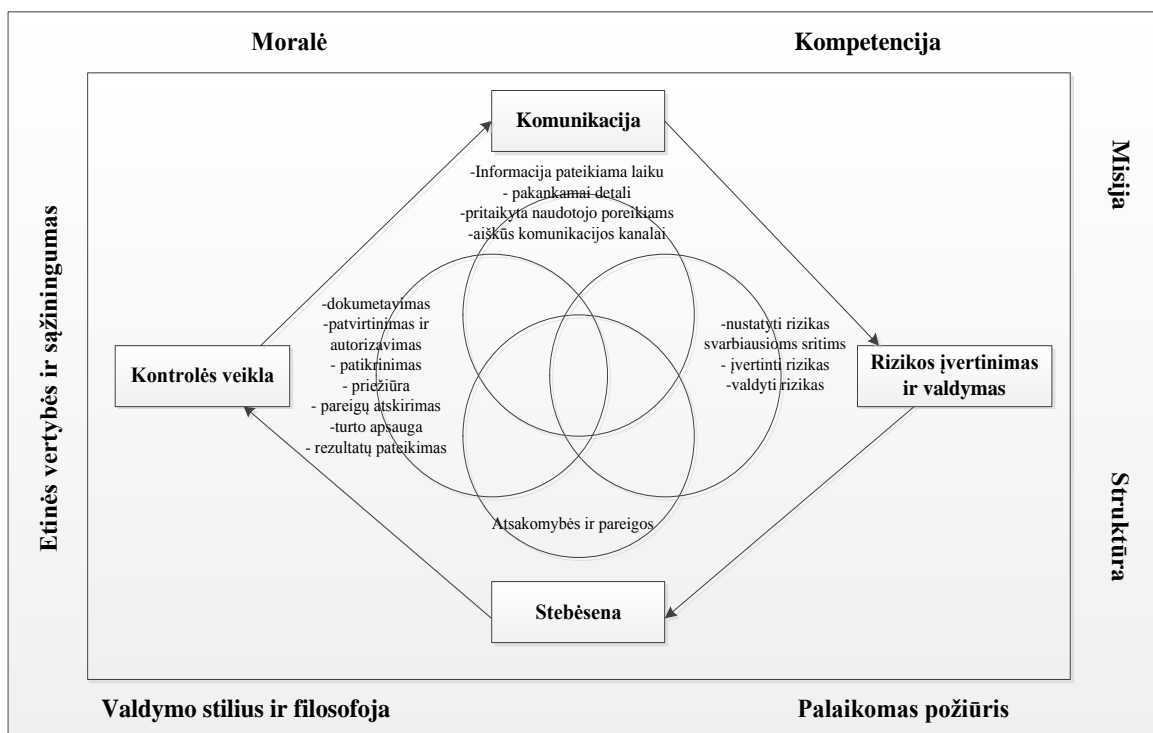 Moralė
Kompetencija
Komunikacija
-Informacija pateikiama laiku
- pakankamai detali
-pritaikyta naudotojo poreikiams
-aiškūs komunikacijos kanalai
Misija
Etinės vertybės ir sąžiningumas
Kontrolės veikla
-dokumetavimas
-patvirtinimas ir
autorizavimas
- patikrinimas
- priežiūra
- pareigų atskirimas
-turto apsauga
- rezultatų pateikimas
-nustatyti rizikas
svarbiausioms sritims
- įvertinti rizikas
-valdyti rizikas
Rizikos įvertinimas
ir valdymas
Struktūra
Atsakomybės ir pareigos
Stebėsena
Valdymo stilius ir filosofoja
Palaikomas požiūris